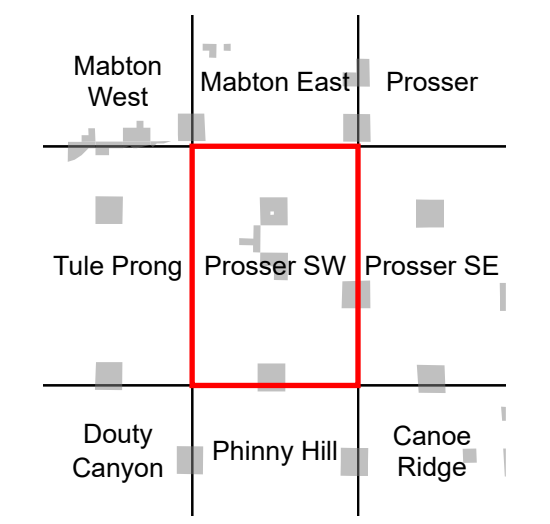 Mabton
West
Mabton East
Prosser
Tule Prong
Prosser SW
Prosser SE
Douty
Canyon
Phinny Hill
Canoe
Ridge